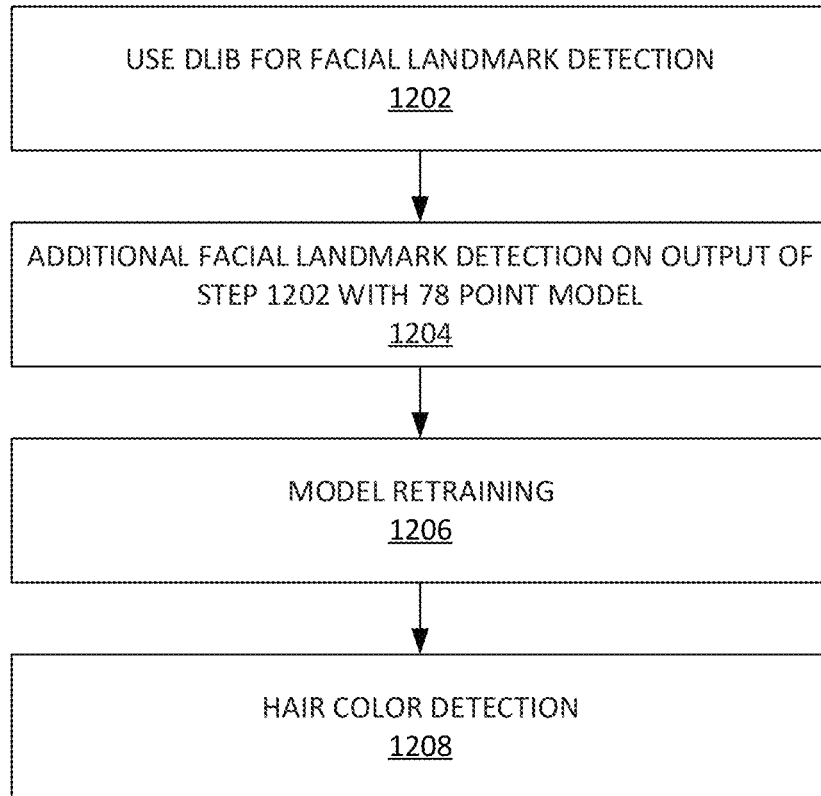 USE DLIB FOR FACIAL LANDMARK DETECTION
1202
ADDITIONAL FACIAL LANDMARK DETECTION ON OUTPUT OF
STEP 1202 WITH 78 POINT MODEL
1204
MODEL RETRAINING
1206
HAIR COLOR DETECTION
1208